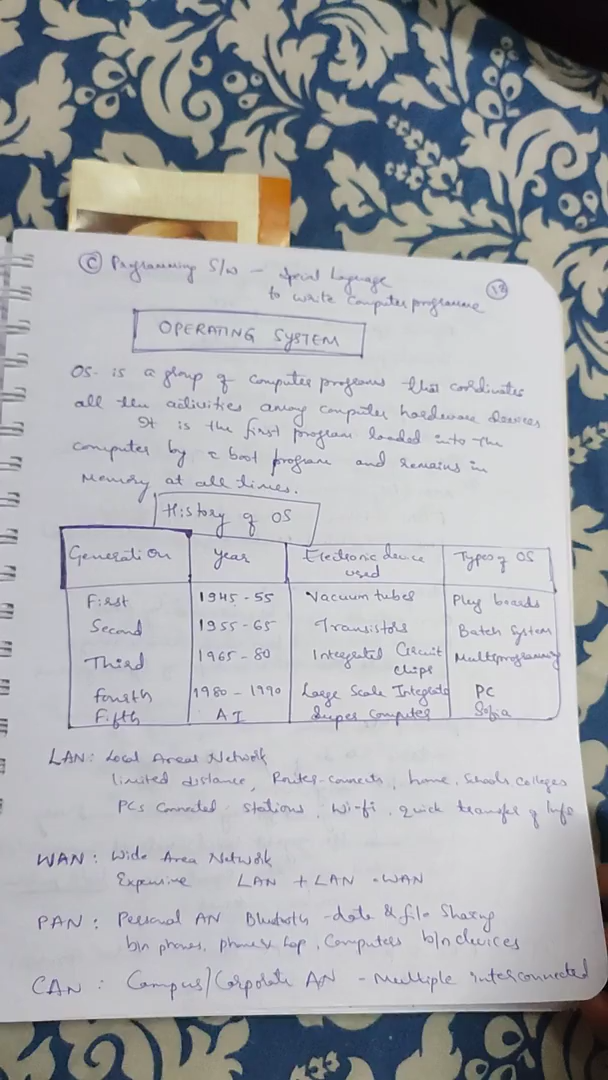 Ⓒ Programming S/W - Special Language
12
to write Computer programme
OPERATING SYSTEM
OS- is a group of computer programs that coordinates
all the activities among computer hardware devices
It is the first program loaded into the
computer by a boot program and remains in
Memory at all times.
History of OS
Generation | Year | Electronic device used | Types of OS
First | 1945-55 | Vacuum tubes | Plug boards
Second | 1955-65 | Transistors | Batch System
Third | 1965-80 | Integrated Circuit chips | Multiprogramming
Fourth | 1980-1990 | Large Scale Integrate | PC
Fifth | AI | Super Computer | Sofia
LAN: Local Areal Network
limited distance, Router-connects, home, Schools, colleges
PCs Connected: stations, Wi-fi, quick transfer of Info
WAN: Wide Area Network
Expensive LAN + LAN = WAN
PAN: Personal AN Bluetooth - data & file Sharing
b/n phones, phone & lap, Computers b/n devices
CAN: Campus/Corporate AN - Multiple interconnected